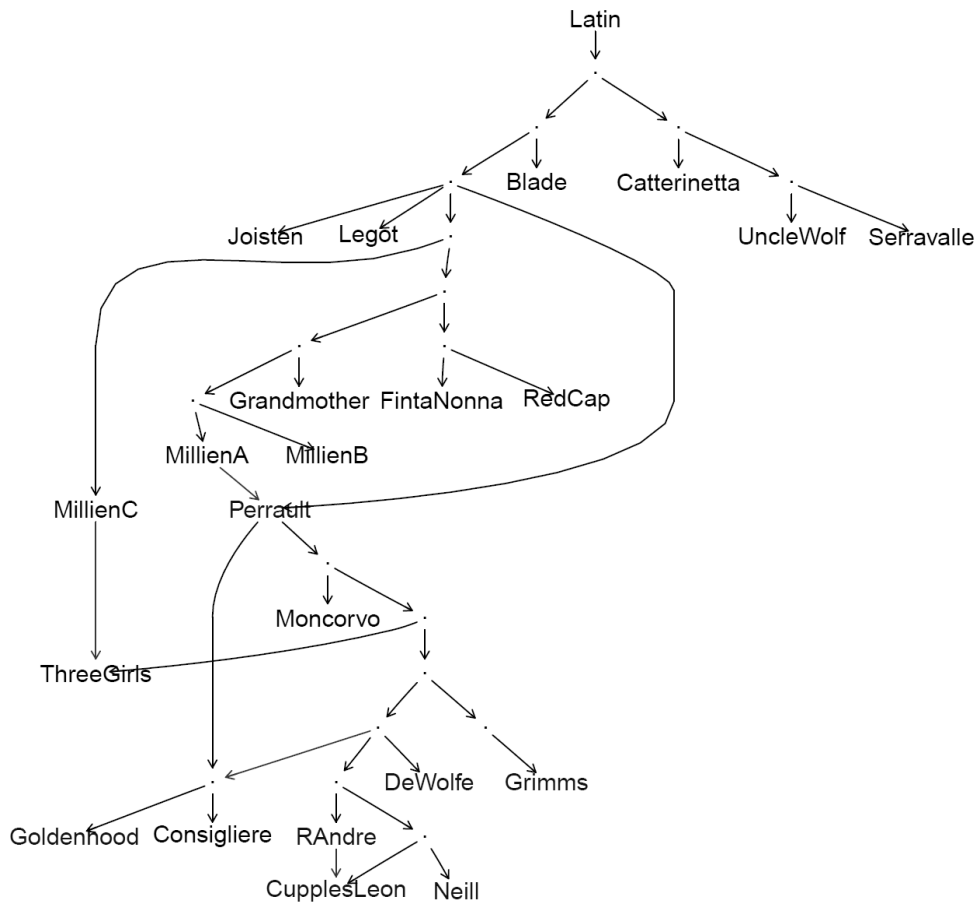 Latin
Blade Catterinetta
Joisten Legot UncleWolf Serravalle
Grandmother FintaNonna RedCap
MillienA MillienB
MillienC Perrault
Moncorvo
ThreeGirls
DeWolfe Grimms
Goldenhood Consigliere RAndre
CupplesLeon Neill